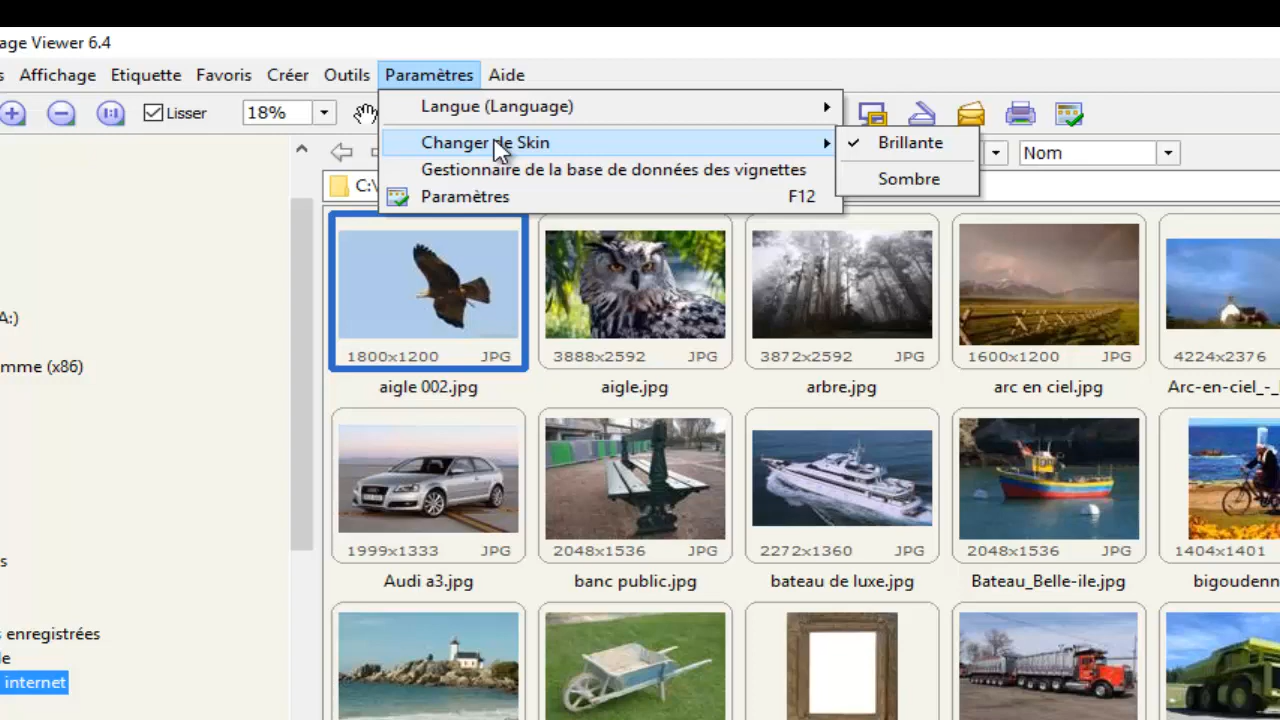 age Viewer 6.4
s Affichage Etiquette Favoris Créer Outils Paramètres Aide
1:1 Lisser 18%
Langue (Language)
Changer de Skin
Gestionnaire de la base de données des vignettes
Paramètres F12
Brillante
Sombre
Nom
C:\
A:)
mme (x86)
s
s enregistrées
le
internet
1800x1200 JPG
3888x2592 JPG
3872x2592 JPG
1600x1200 JPG
4224x2376
aigle 002.jpg
aigle.jpg
arbre.jpg
arc en ciel.jpg
Arc-en-ciel_-_
1999x1333 JPG
2048x1536 JPG
2272x1360 JPG
2048x1536 JPG
1404x1401
Audi a3.jpg
banc public.jpg
bateau de luxe.jpg
Bateau_Belle-ile.jpg
bigoudenn